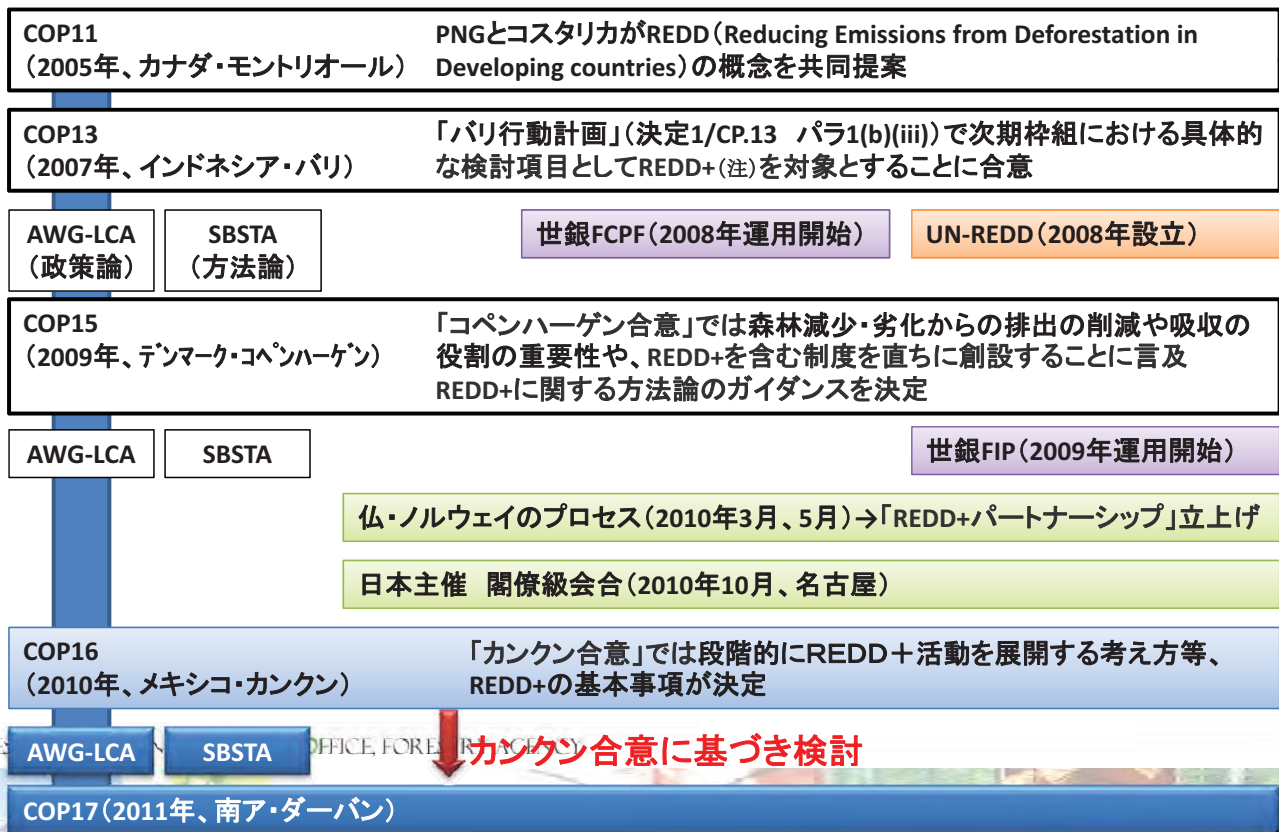 COP11
（2005年、カナダ・モントリオール）
PNGとコスタリカがREDD（Reducing Emissions from Deforestation in
Developing countries）の概念を共同提案
COP13
（2007年、インドネシア・バリ）
「バリ行動計画」（決定1/CP.13　パラ1(b)(iii)）で次期枠組における具体的
な検討項目としてREDD+(注)を対象とすることに合意
AWG-LCA
（政策論）
SBSTA
（方法論）
世銀FCPF（2008年運用開始）
UN-REDD（2008年設立）
COP15
（2009年、ﾃﾞﾝﾏｰｸ・ｺﾍﾟﾝﾊｰｹﾞﾝ）
「コペンハーゲン合意」では森林減少・劣化からの排出の削減や吸収の
役割の重要性や、REDD+を含む制度を直ちに創設することに言及
REDD+に関する方法論のガイダンスを決定
AWG-LCA
SBSTA
世銀FIP（2009年運用開始）
仏・ノルウェイのプロセス（2010年3月、5月）→「REDD+パートナーシップ」立上げ
日本主催　閣僚級会合（2010年10月、名古屋）
COP16
（2010年、メキシコ・カンクン）
「カンクン合意」では段階的にＲＥＤＤ＋活動を展開する考え方等、
REDD+の基本事項が決定
AWG-LCA
SBSTA
カンクン合意に基づき検討
COP17（2011年、南ア・ダーバン）